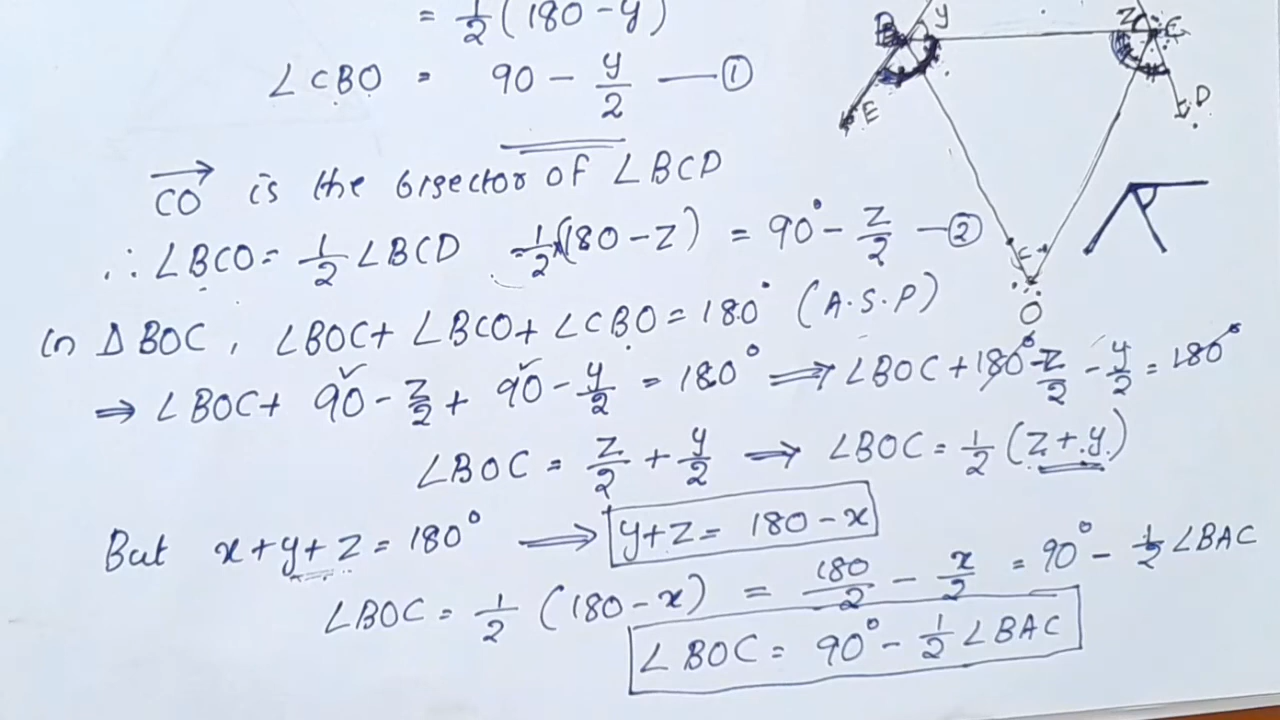 = 1/2 (180 - y)
∠CBO = 90 - y/2 —①
→CO is the bisector of ∠BCD
∴ ∠BCO = 1/2 ∠BCD = 1/2 (180 - z) = 90° - z/2 —②
In △BOC, ∠BOC + ∠BCO + ∠CBO = 180° (A.S.P)
⇒ ∠BOC + 90 - z/2 + 90 - y/2 = 180° ⇒ ∠BOC + 180° - z/2 - y/2 = 180°
∠BOC = z/2 + y/2 ⇒ ∠BOC = 1/2 (z + y)
But x + y + z = 180° ⇒ y + z = 180 - x
∠BOC = 1/2 (180 - x) = 180/2 - x/2 = 90° - 1/2 ∠BAC
∠BOC = 90° - 1/2 ∠BAC
B y z C
E D
O